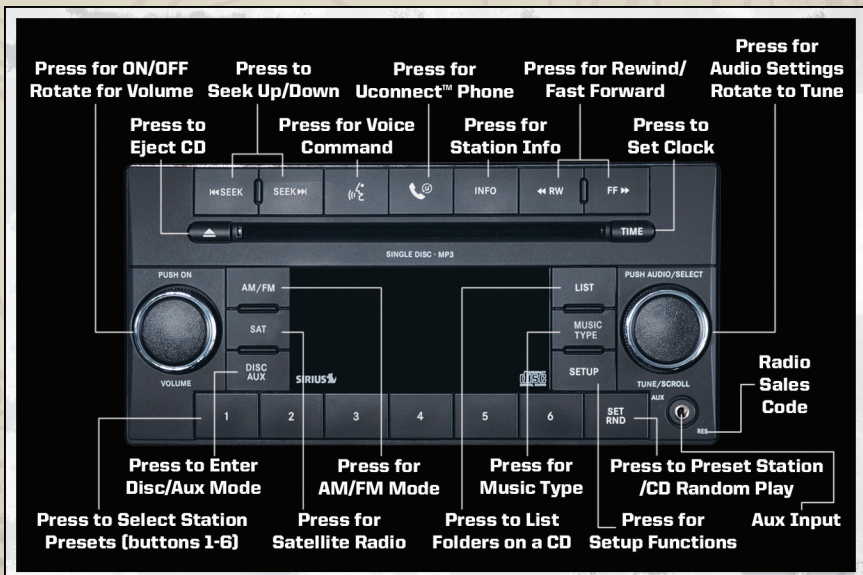 Press for
Press for ON/OFF
Rotate for Volume
Press to
Seek Up/Down
Press for
Uconnect™ Phone
Press for Rewind/
Fast Forward
Audio Settings
Rotate to Tune
Press to
Eject CD
Press for Voice
Command
Press for
Station Info
Press to
Set Clock
SEEK
SEEK
INFO
RW
FF
TIME
SINGLE DISC • MP3
PUSH ON
VOLUME
AM/FM
SAT
DISC
AUX
SIRIUS
disc
LIST
MUSIC
TYPE
SETUP
PUSH AUDIO/SELECT
TUNE/SCROLL
AUX
RES
1
2
3
4
5
6
SET
RND
Radio
Sales
Code
Press to Enter
Disc/Aux Mode
Press for
AM/FM Mode
Press for
Music Type
Press to Preset Station
/CD Random Play
Press to Select Station
Presets (buttons 1-6)
Press for
Satellite Radio
Press to List
Folders on a CD
Press for
Setup Functions
Aux Input